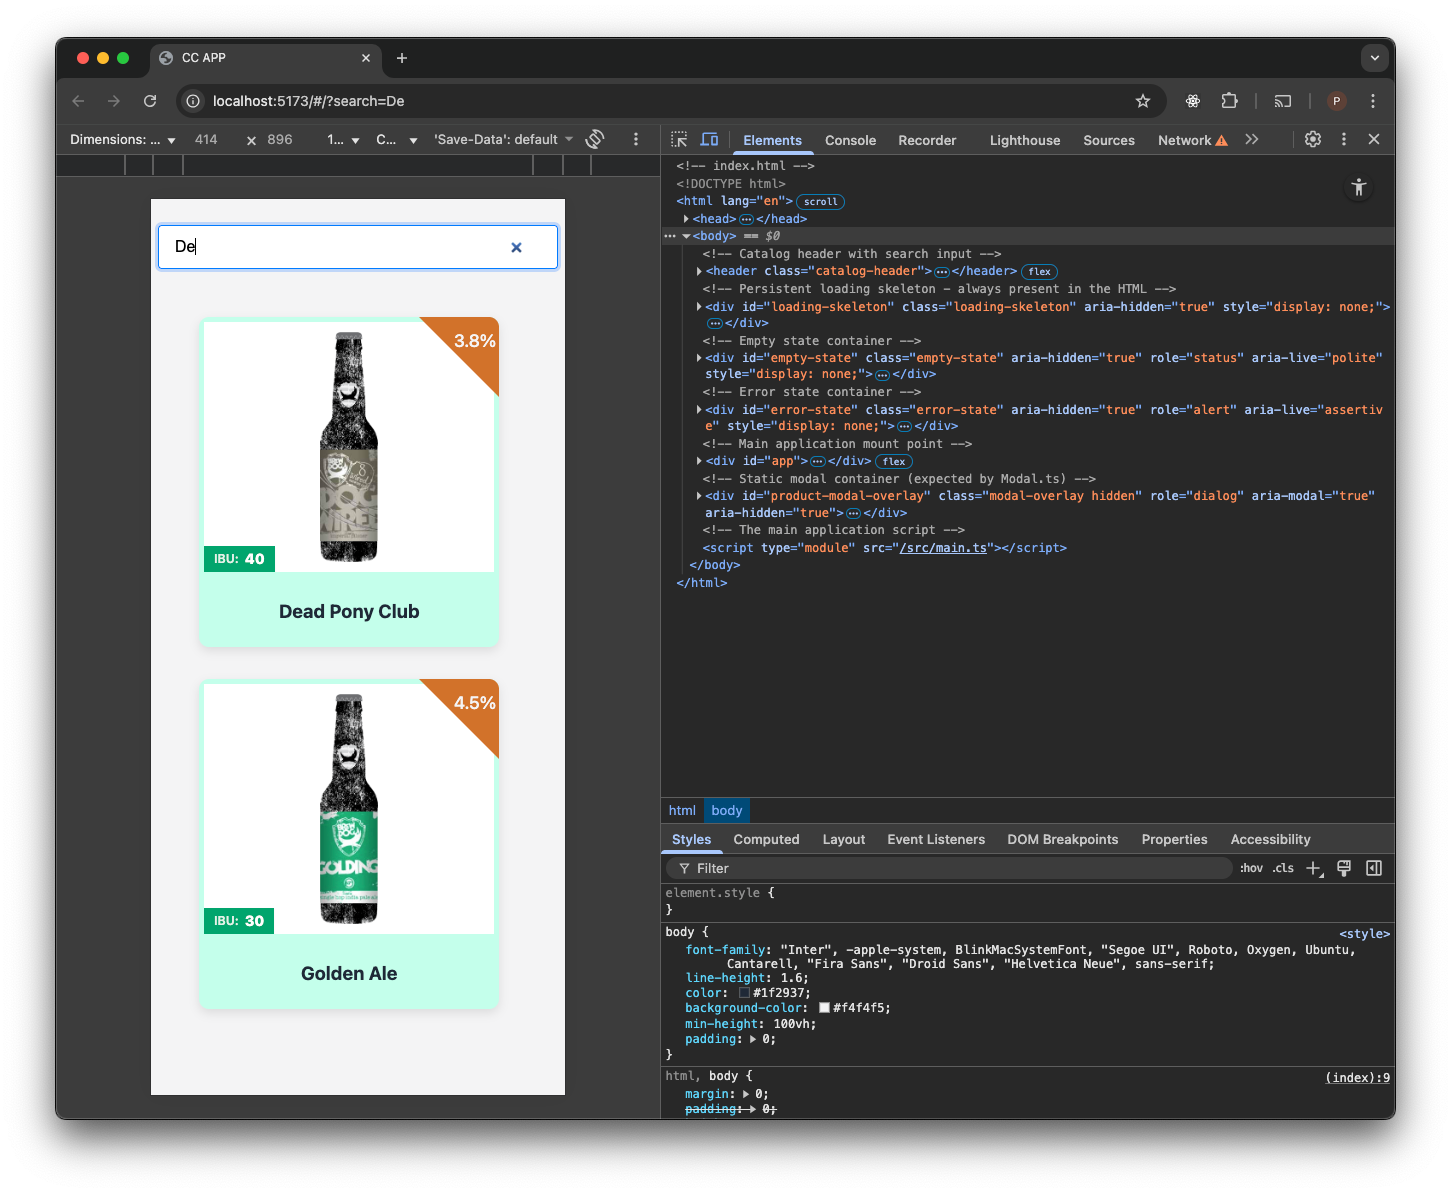 CC APP
localhost:5173/#/?search=De
P
Dimensions: ... 414 × 896 1... C... 'Save-Data': default
Elements Console Recorder Lighthouse Sources Network
De
3.8%
IBU: 40
Dead Pony Club
4.5%
GOLDING
IBU: 30
Golden Ale
<!-- index.html -->
<!DOCTYPE html>
<html lang="en"> scroll
<head> ··· </head>
··· <body> == $0
<!-- Catalog header with search input -->
<header class="catalog-header"> ··· </header> flex
<!-- Persistent loading skeleton - always present in the HTML -->
<div id="loading-skeleton" class="loading-skeleton" aria-hidden="true" style="display: none;">
··· </div>
<!-- Empty state container -->
<div id="empty-state" class="empty-state" aria-hidden="true" role="status" aria-live="polite"
style="display: none;"> ··· </div>
<!-- Error state container -->
<div id="error-state" class="error-state" aria-hidden="true" role="alert" aria-live="assertiv
e" style="display: none;"> ··· </div>
<!-- Main application mount point -->
<div id="app"> ··· </div> flex
<!-- Static modal container (expected by Modal.ts) -->
<div id="product-modal-overlay" class="modal-overlay hidden" role="dialog" aria-modal="true"
aria-hidden="true"> ··· </div>
<!-- The main application script -->
<script type="module" src="/src/main.ts"></script>
</body>
</html>
html body
Styles Computed Layout Event Listeners DOM Breakpoints Properties Accessibility
Filter :hov .cls
element.style {
}
body { <style>
font-family: "Inter", -apple-system, BlinkMacSystemFont, "Segoe UI", Roboto, Oxygen, Ubuntu,
Cantarell, "Fira Sans", "Droid Sans", "Helvetica Neue", sans-serif;
line-height: 1.6;
color: #1f2937;
background-color: #f4f4f5;
min-height: 100vh;
padding: 0;
}
html, body { (index):9
margin: 0;
padding: 0;